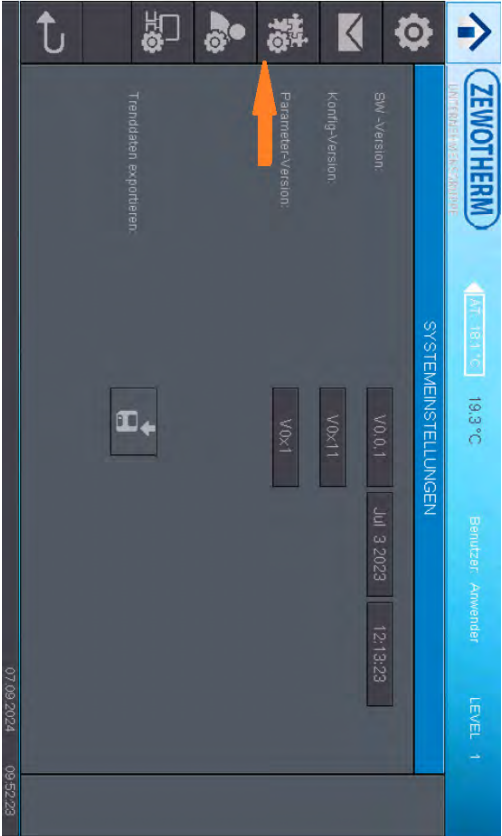 ZEWOTHERM
UNTERNEHMENSGRUPPE
AT: 18.1 °C
19.3 °C
Benutzer: Anwender
LEVEL 1
SYSTEMEINSTELLUNGEN
SW-Version: V0.0.1 Jul 3 2023 12:13:23
Konfig-Version: V0x11
Parameter-Version: V0x1
Trenddaten exportieren:
07.09.2024 09:52:23